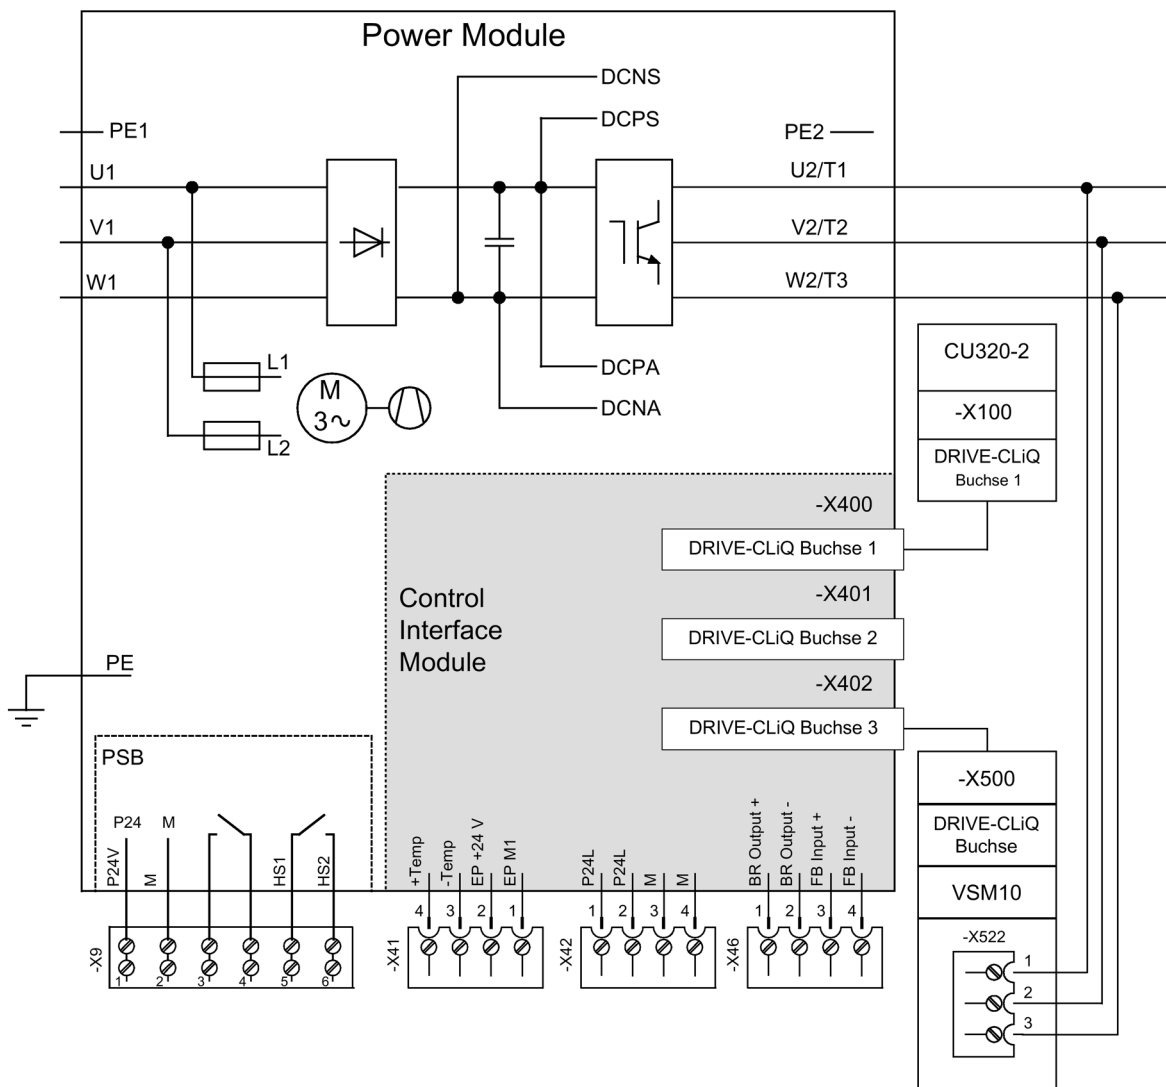 Power Module
DCNS
DCPS
PE1
PE2
U1
U2/T1
V1
V2/T2
W1
W2/T3
L1
L2
M
3~
DCPA
DCNA
CU320-2
-X100
DRIVE-CLiQ
Buchse 1
-X400
DRIVE-CLiQ Buchse 1
-X401
DRIVE-CLiQ Buchse 2
-X402
DRIVE-CLiQ Buchse 3
Control
Interface
Module
PE
PSB
P24
M
P24V
M
HS1
HS2
-X9
1
2
3
4
5
6
+Temp
-Temp
EP +24 V
EP M1
4
3
2
1
-X41
P24L
P24L
M
M
1
2
3
4
-X42
BR Output +
BR Output -
FB Input +
FB Input -
1
2
3
4
-X46
-X500
DRIVE-CLiQ
Buchse
VSM10
-X522
1
2
3